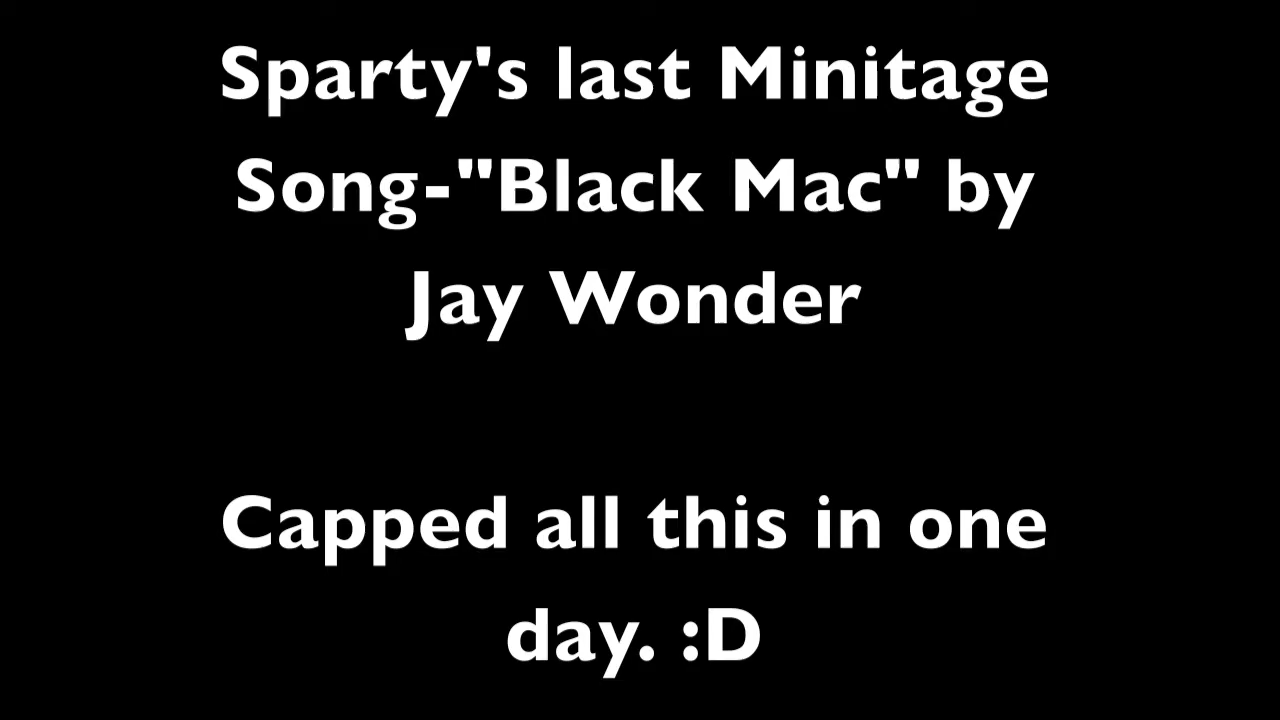 Sparty's last Minitage
Song-"Black Mac" by
Jay Wonder
Capped all this in one
day. :D